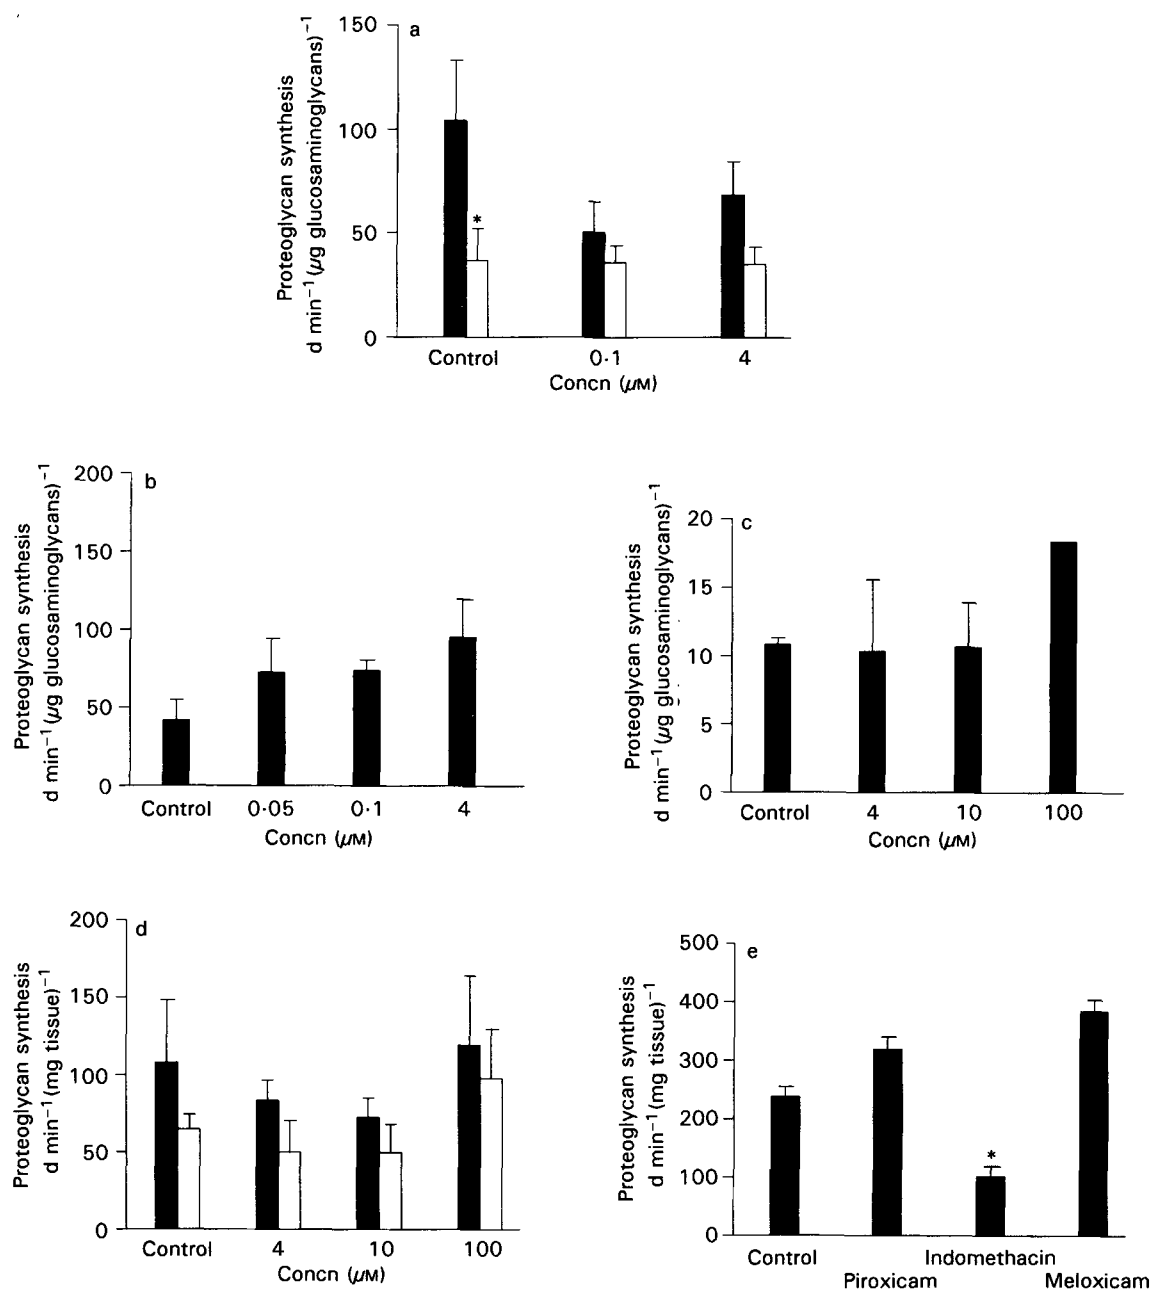 a
Proteoglycan synthesis
d min⁻¹ (μg glucosaminoglycans)⁻¹
150
100
50
0
*
Control 0·1 4
Concn (μM)
b
Proteoglycan synthesis
d min⁻¹ (μg glucosaminoglycans)⁻¹
200
150
100
50
0
Control 0·05 0·1 4
Concn (μM)
c
Proteoglycan synthesis
d min⁻¹ (μg glucosaminoglycans)⁻¹
20
15
10
5
0
Control 4 10 100
Concn (μM)
d
Proteoglycan synthesis
d min⁻¹ (mg tissue)⁻¹
200
150
100
50
0
Control 4 10 100
Concn (μM)
e
Proteoglycan synthesis
d min⁻¹ (mg tissue)⁻¹
500
400
300
200
100
0
*
Control Indomethacin
Piroxicam Meloxicam